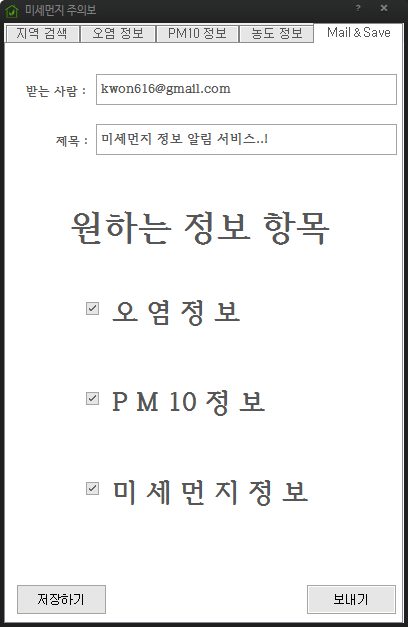 미세먼지 주의보
지역 검색 오염 정보 PM10 정보 농도 정보 Mail & Save
받는 사람 : kwon616@gmail.com
제목 : 미세먼지 정보 알림 서비스..!
원하는 정보 항목
오 염 정 보
P M 10 정 보
미 세 먼 지 정 보
저장하기 보내기